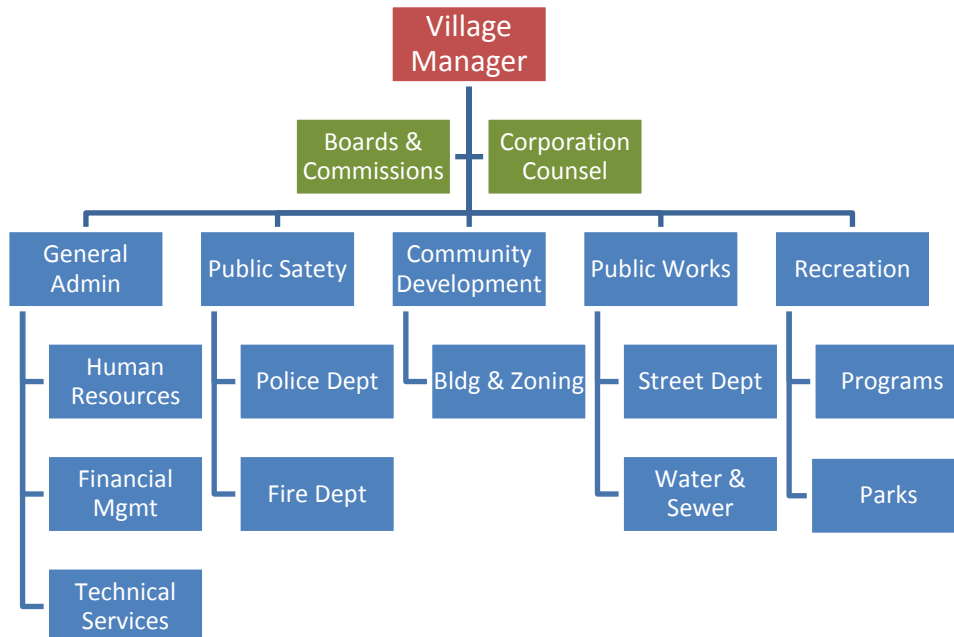 Village
Manager
Boards &
Commissions
Corporation
Counsel
General
Admin
Public Satety
Community
Development
Public Works
Recreation
Human
Resources
Police Dept
Bldg & Zoning
Street Dept
Programs
Financial
Mgmt
Fire Dept
Water &
Sewer
Parks
Technical
Services